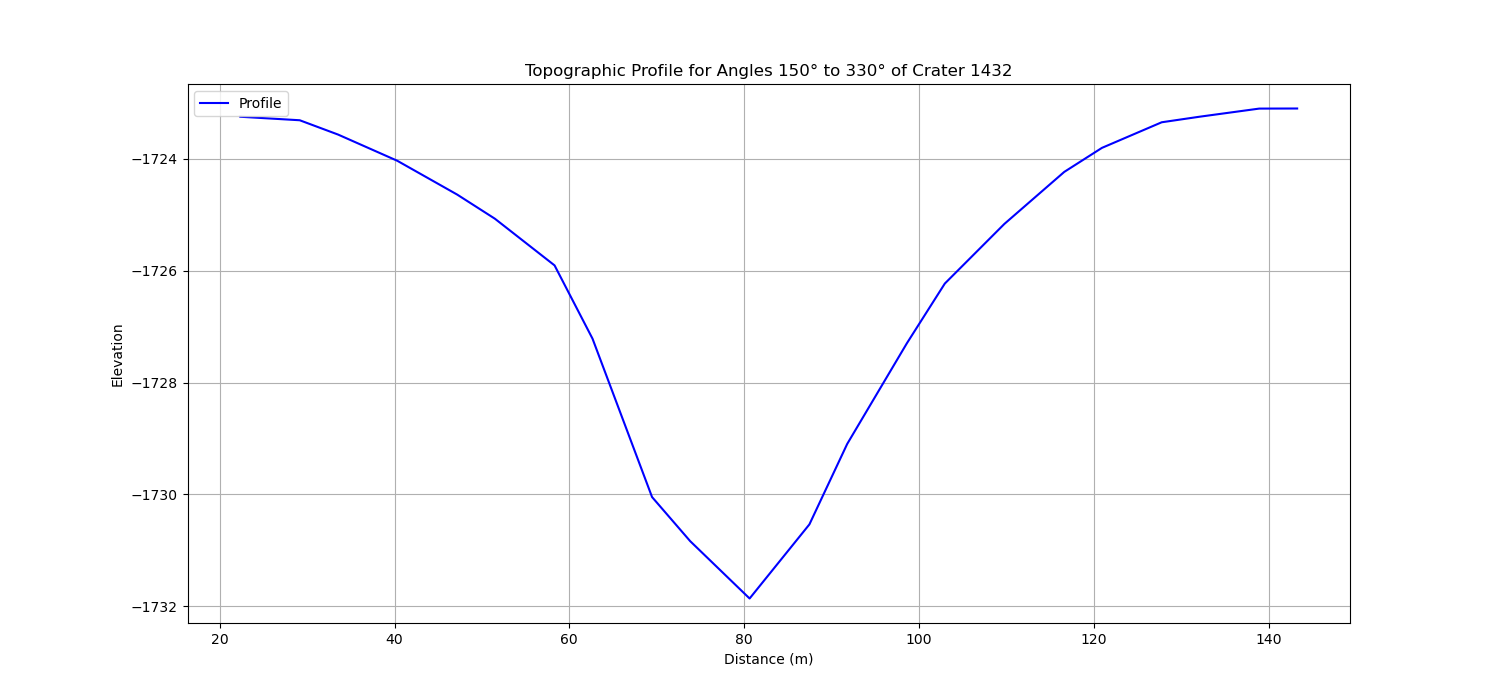 Topographic Profile for Angles 150° to 330° of Crater 1432
Profile
−1724
−1726
−1728
−1730
−1732
Elevation
20 40 60 80 100 120 140
Distance (m)